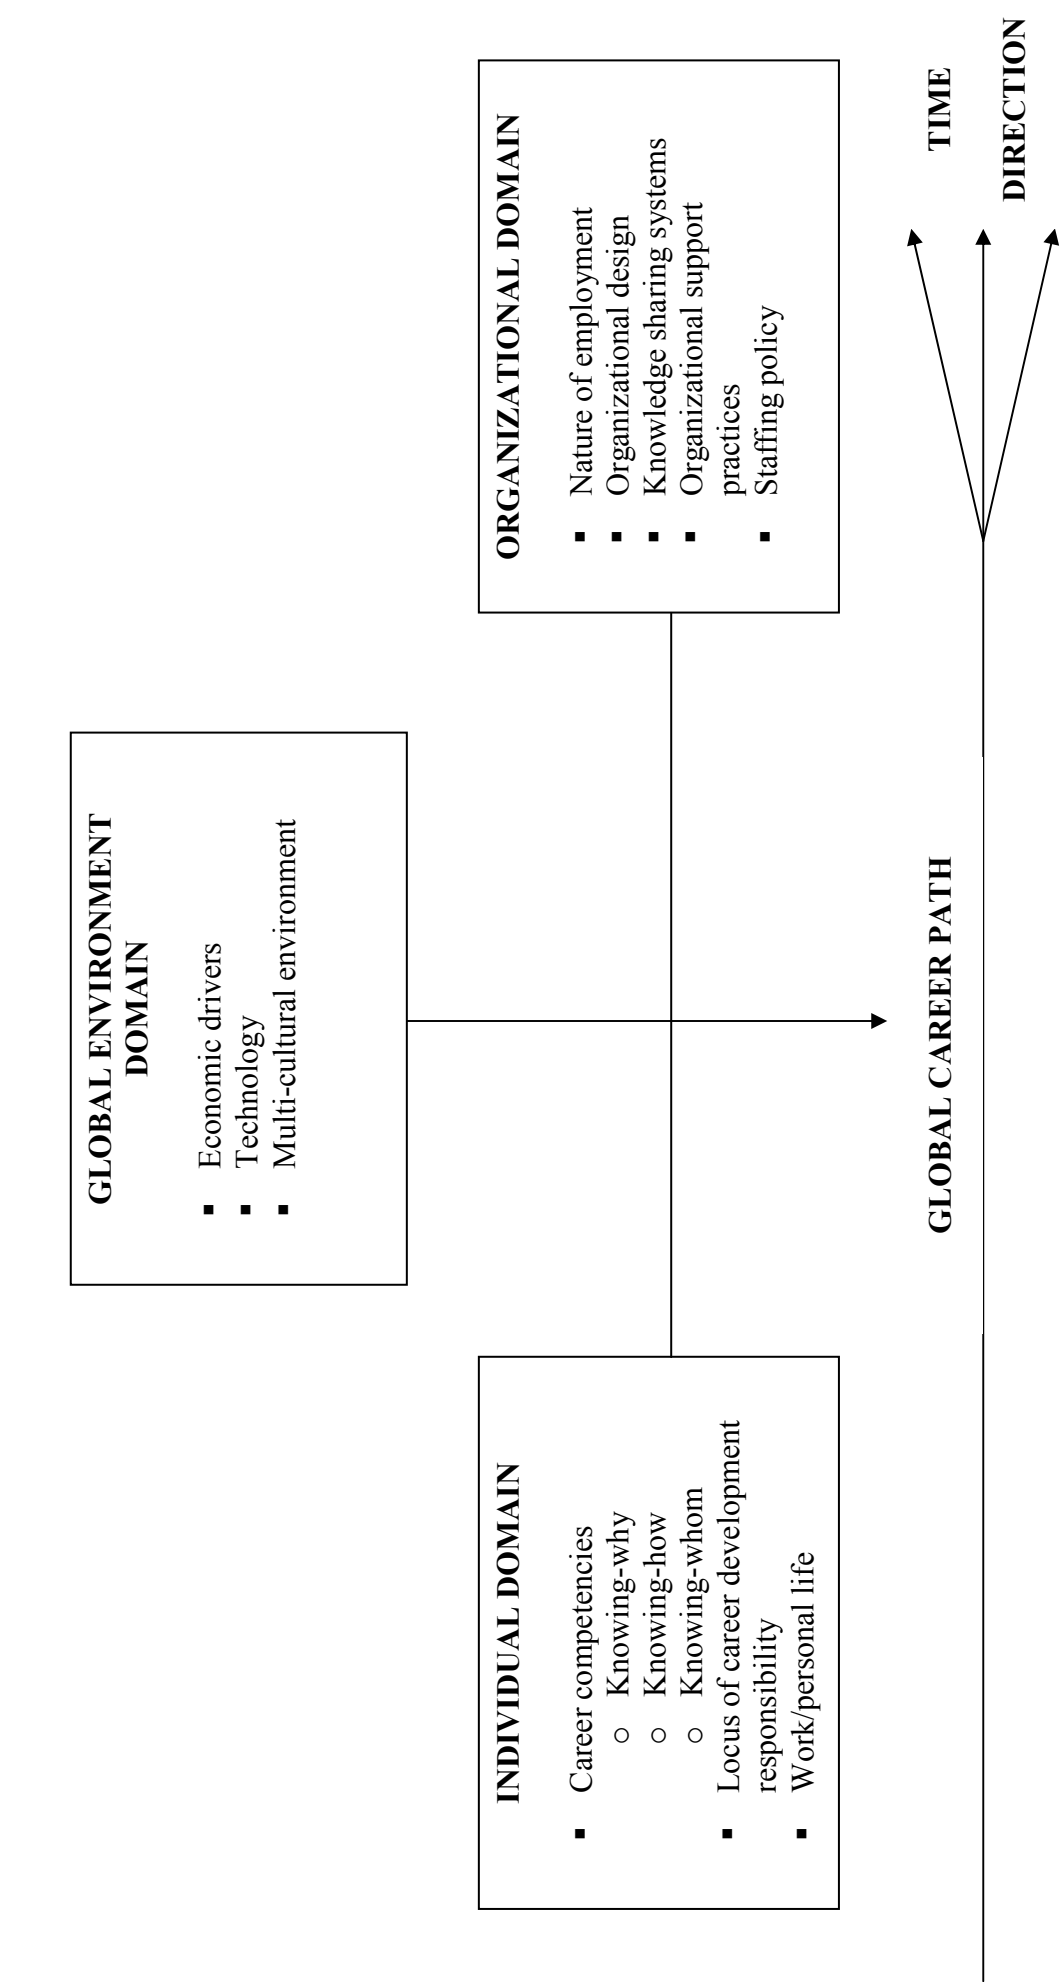 GLOBAL ENVIRONMENT
DOMAIN
▪ Economic drivers
▪ Technology
▪ Multi-cultural environment
INDIVIDUAL DOMAIN
▪ Career competencies
○ Knowing-why
○ Knowing-how
○ Knowing-whom
▪ Locus of career development
responsibility
▪ Work/personal life
ORGANIZATIONAL DOMAIN
▪ Nature of employment
▪ Organizational design
▪ Knowledge sharing systems
▪ Organizational support
practices
▪ Staffing policy
GLOBAL CAREER PATH
TIME
DIRECTION